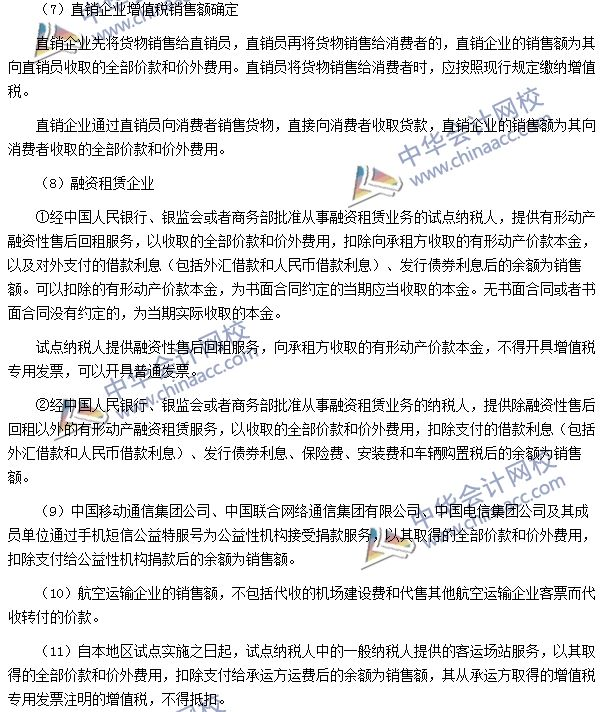 （7）直销企业增值税销售额确定
直销企业先将货物销售给直销员，直销员再将货物销售给消费者的，直销企业的销售额为其
向直销员收取的全部价款和价外费用。直销员将货物销售给消费者时，应按照现行规定缴纳增值
税。
直销企业通过直销员向消费者销售货物，直接向消费者收取货款，直销企业的销售额为其向
消费者收取的全部价款和价外费用。
中华会计网校
www.chinaacc.com
（8）融资租赁企业
①经中国人民银行、银监会或者商务部批准从事融资租赁业务的试点纳税人，提供有形动产
融资性售后回租服务，以收取的全部价款和价外费用，扣除向承租方收取的有形动产价款本金，
以及对外支付的借款利息（包括外汇借款和人民币借款利息）、发行债券利息后的余额为销售
额。可以扣除的有形动产价款本金，为书面合同约定的当期应当收取的本金。无书面合同或者书
面合同没有约定的，为当期实际收取的本金。
试点纳税人提供融资性售后回租服务，向承租方收取的有形动产价款本金，不得开具增值税
专用发票，可以开具普通发票。
中华会计网校
www.chinaacc.com
②经中国人民银行、银监会或者商务部批准从事融资租赁业务的纳税人，提供除融资性售后
回租以外的有形动产融资租赁服务，以收取的全部价款和价外费用，扣除支付的借款利息（包括
外汇借款和人民币借款利息）、发行债券利息、保险费、安装费和车辆购置税后的余额为销售
额。
（9）中国移动通信集团公司、中国联合网络通信集团有限公司、中国电信集团公司及其成
员单位通过手机短信公益特服号为公益性机构接受捐款服务，以其取得的全部价款和价外费用，
扣除支付给公益性机构捐款后的余额为销售额。
中华会计网校
www.chinaacc.com
（10）航空运输企业的销售额，不包括代收的机场建设费和代售其他航空运输企业客票而代
收转付的价款。
（11）自本地区试点实施之日起，试点纳税人中的一般纳税人提供的客运场站服务，以其取
得的全部价款和价外费用，扣除支付给承运方运费后的余额为销售额，其从承运方取得的增值税
专用发票注明的增值税，不得抵扣。